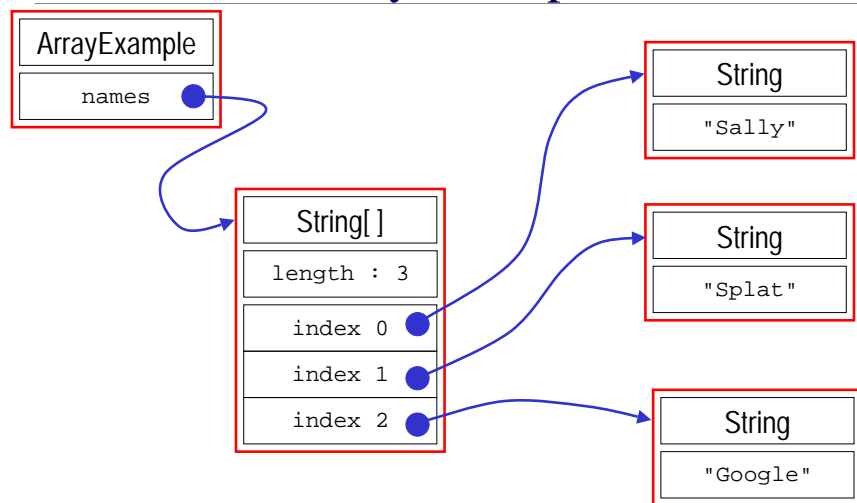 ArrayExample
names
String[ ]
length : 3
index 0
index 1
index 2
String
"Sally"
String
"Splat"
String
"Google"